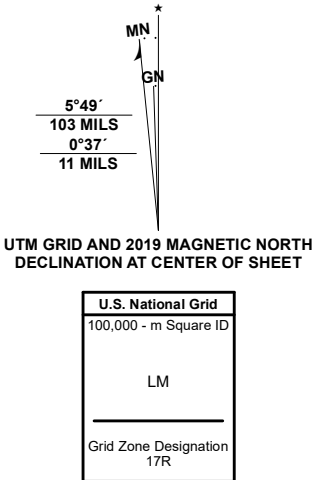 ★
MN
GN
5°49´
103 MILS
0°37´
11 MILS
UTM GRID AND 2019 MAGNETIC NORTH
DECLINATION AT CENTER OF SHEET
U.S. National Grid
100,000 - m Square ID
LM
Grid Zone Designation
17R